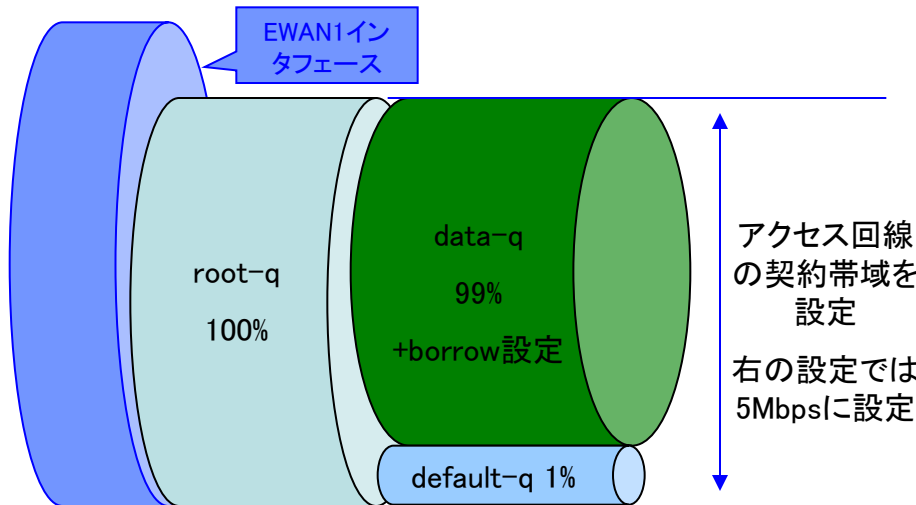 EWAN1イン
タフェース
root-q
100%
data-q
99%
+borrow設定
default-q 1%
アクセス回線
の契約帯域を
設定
右の設定では
5Mbpsに設定